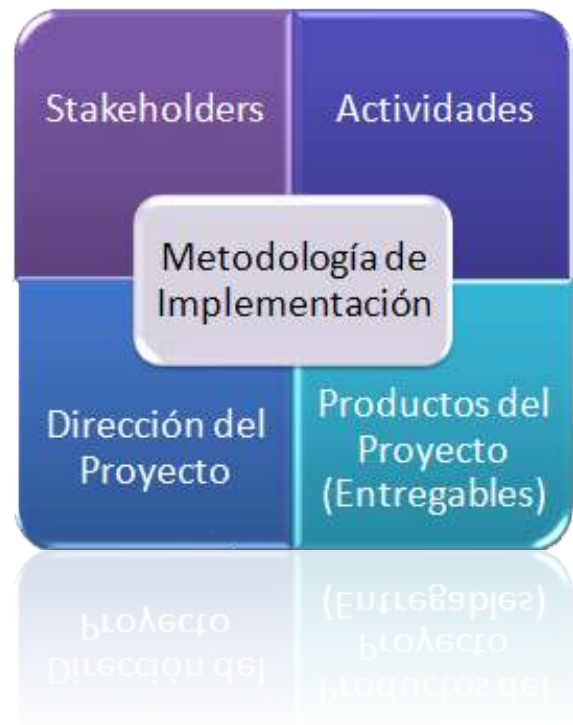 Stakeholders
Actividades
Metodología de
Implementación
Dirección del
Proyecto
Productos del
Proyecto
(Entregables)